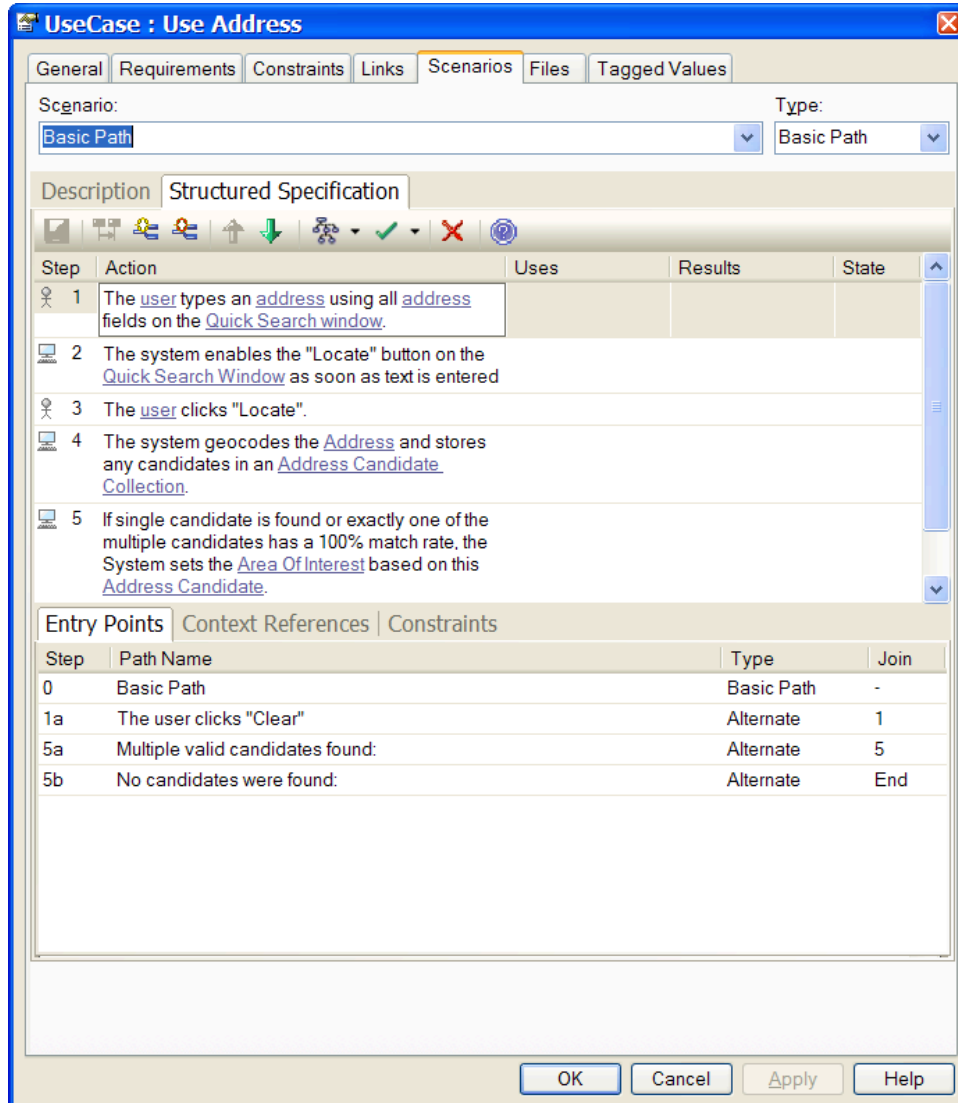 UseCase : Use Address
General Requirements Constraints Links Scenarios Files Tagged Values
Scenario: Type:
Basic Path Basic Path
Description Structured Specification
Step Action Uses Results State
1 The user types an address using all address
fields on the Quick Search window.
2 The system enables the "Locate" button on the
Quick Search Window as soon as text is entered
3 The user clicks "Locate".
4 The system geocodes the Address and stores
any candidates in an Address Candidate
Collection.
5 If single candidate is found or exactly one of the
multiple candidates has a 100% match rate, the
System sets the Area Of Interest based on this
Address Candidate.
Entry Points Context References Constraints
Step Path Name Type Join
0 Basic Path Basic Path -
1a The user clicks "Clear" Alternate 1
5a Multiple valid candidates found: Alternate 5
5b No candidates were found: Alternate End
OK Cancel Apply Help